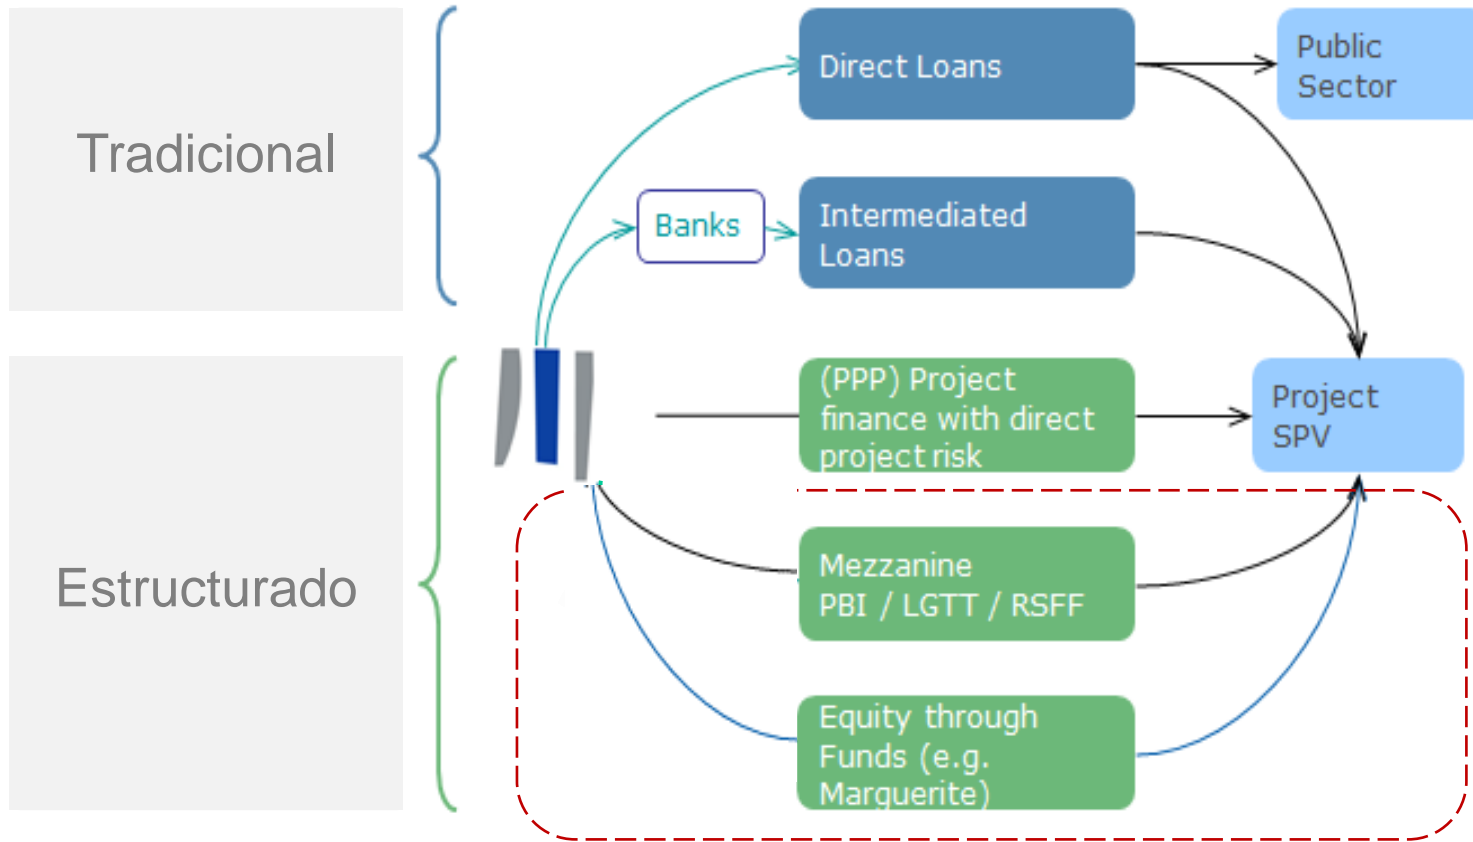 Tradicional
Direct Loans
Public
Sector
Banks
Intermediated
Loans
Estructurado
(PPP) Project
finance with direct
project risk
Project
SPV
Mezzanine
PBI / LGTT / RSFF
Equity through
Funds (e.g.
Marguerite)